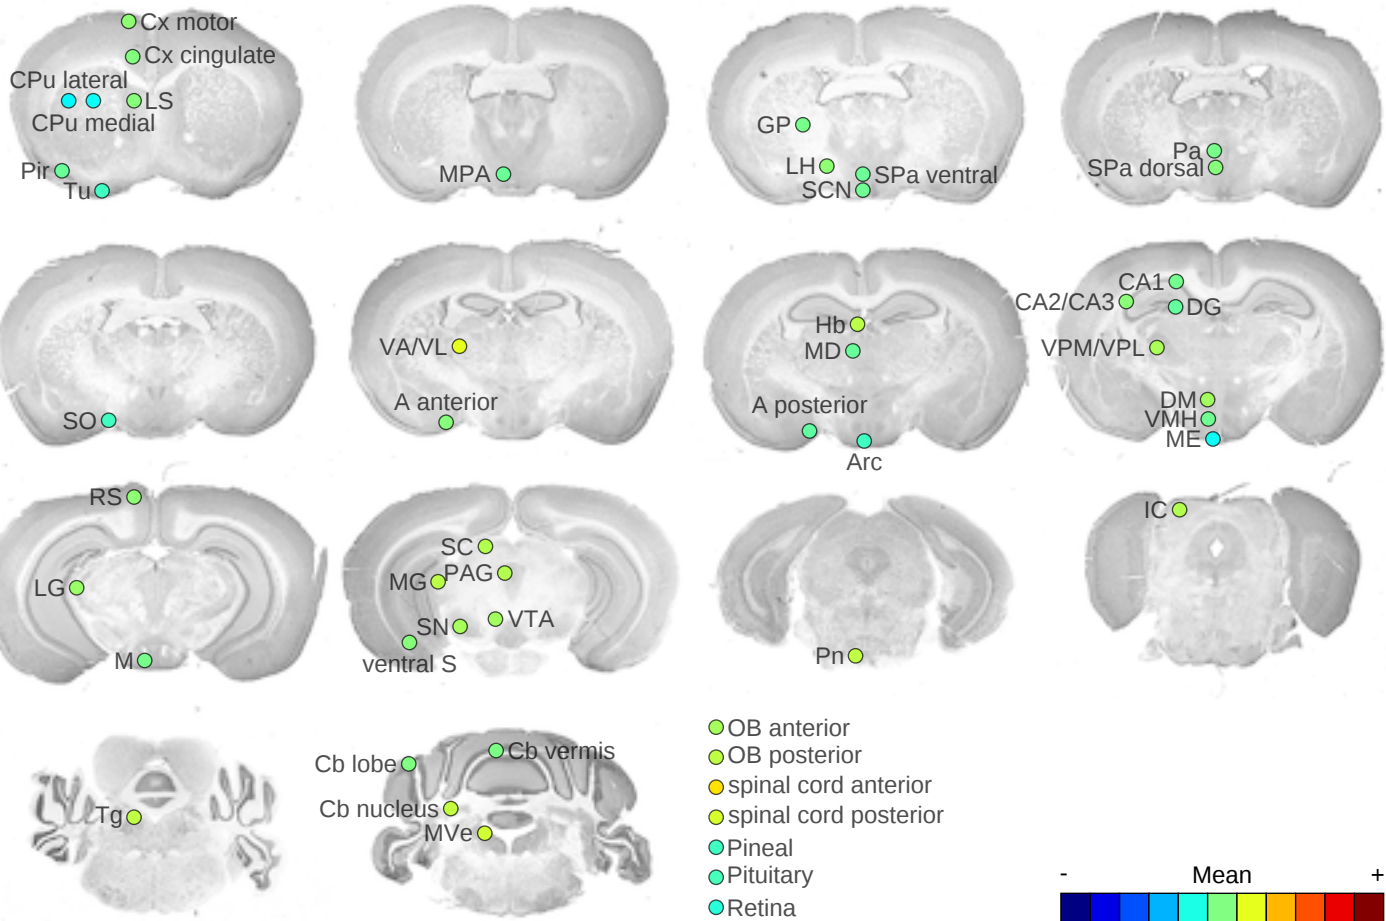 Cx motor
Cx cingulate
CPu lateral
LS
CPu medial
Pir
Tu
MPA
GP
LH
SPa ventral
SCN
Pa
SPa dorsal
SO
VA/VL
A anterior
Hb
MD
A posterior
Arc
CA1
CA2/CA3
DG
VPM/VPL
DM
VMH
ME
RS
LG
M
SC
PAG
MG
VTA
SN
ventral S
Pn
IC
Tg
Cb lobe
Cb vermis
Cb nucleus
MVe
OB anterior
OB posterior
spinal cord anterior
spinal cord posterior
Pineal
Pituitary
Retina
- Mean +